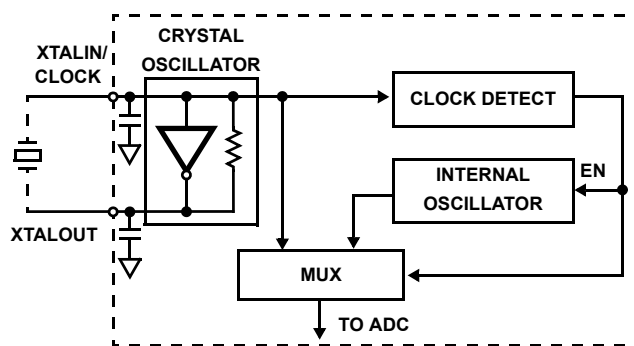 CRYSTAL
OSCILLATOR
XTALIN/
CLOCK
CLOCK DETECT
INTERNAL
OSCILLATOR
EN
XTALOUT
MUX
TO ADC